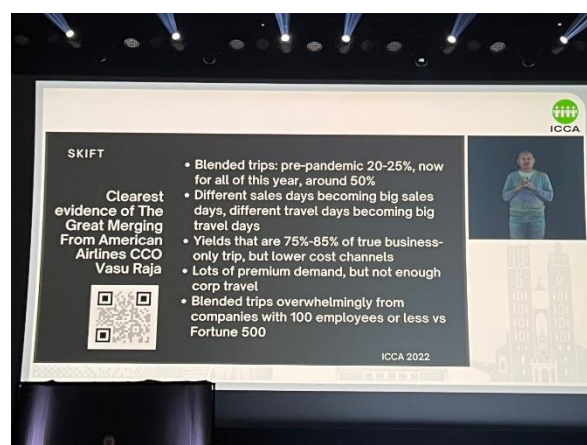 ICCA
SKIFT
Clearest
evidence of The
Great Merging
From American
Airlines CCO
Vasu Raja
• Blended trips: pre-pandemic 20-25%, now
for all of this year, around 50%
• Different sales days becoming big sales
days, different travel days becoming big
travel days
• Yields that are 75%-85% of true business-
only trip, but lower cost channels
• Lots of premium demand, but not enough
corp travel
• Blended trips overwhelmingly from
companies with 100 employees or less vs
Fortune 500
ICCA 2022